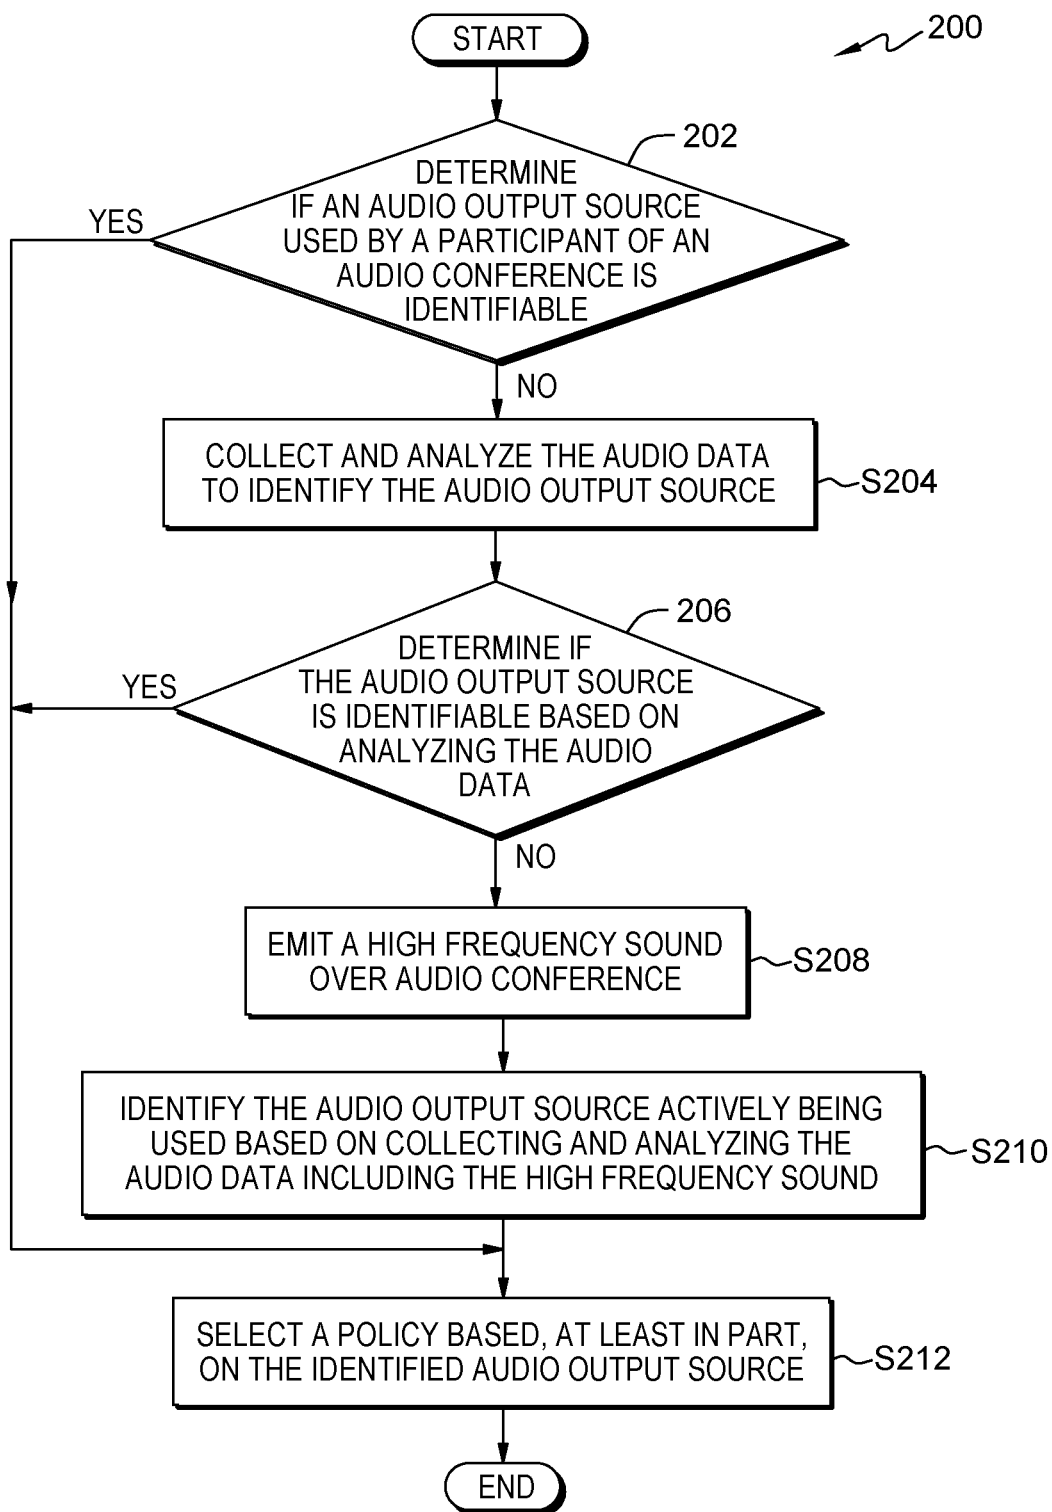 START
200
202
DETERMINE
IF AN AUDIO OUTPUT SOURCE
USED BY A PARTICIPANT OF AN
AUDIO CONFERENCE IS
IDENTIFIABLE
YES
NO
COLLECT AND ANALYZE THE AUDIO DATA
TO IDENTIFY THE AUDIO OUTPUT SOURCE
S204
206
DETERMINE IF
THE AUDIO OUTPUT SOURCE
IS IDENTIFIABLE BASED ON
ANALYZING THE AUDIO
DATA
YES
NO
EMIT A HIGH FREQUENCY SOUND
OVER AUDIO CONFERENCE
S208
IDENTIFY THE AUDIO OUTPUT SOURCE ACTIVELY BEING
USED BASED ON COLLECTING AND ANALYZING THE
AUDIO DATA INCLUDING THE HIGH FREQUENCY SOUND
S210
SELECT A POLICY BASED, AT LEAST IN PART,
ON THE IDENTIFIED AUDIO OUTPUT SOURCE
S212
END